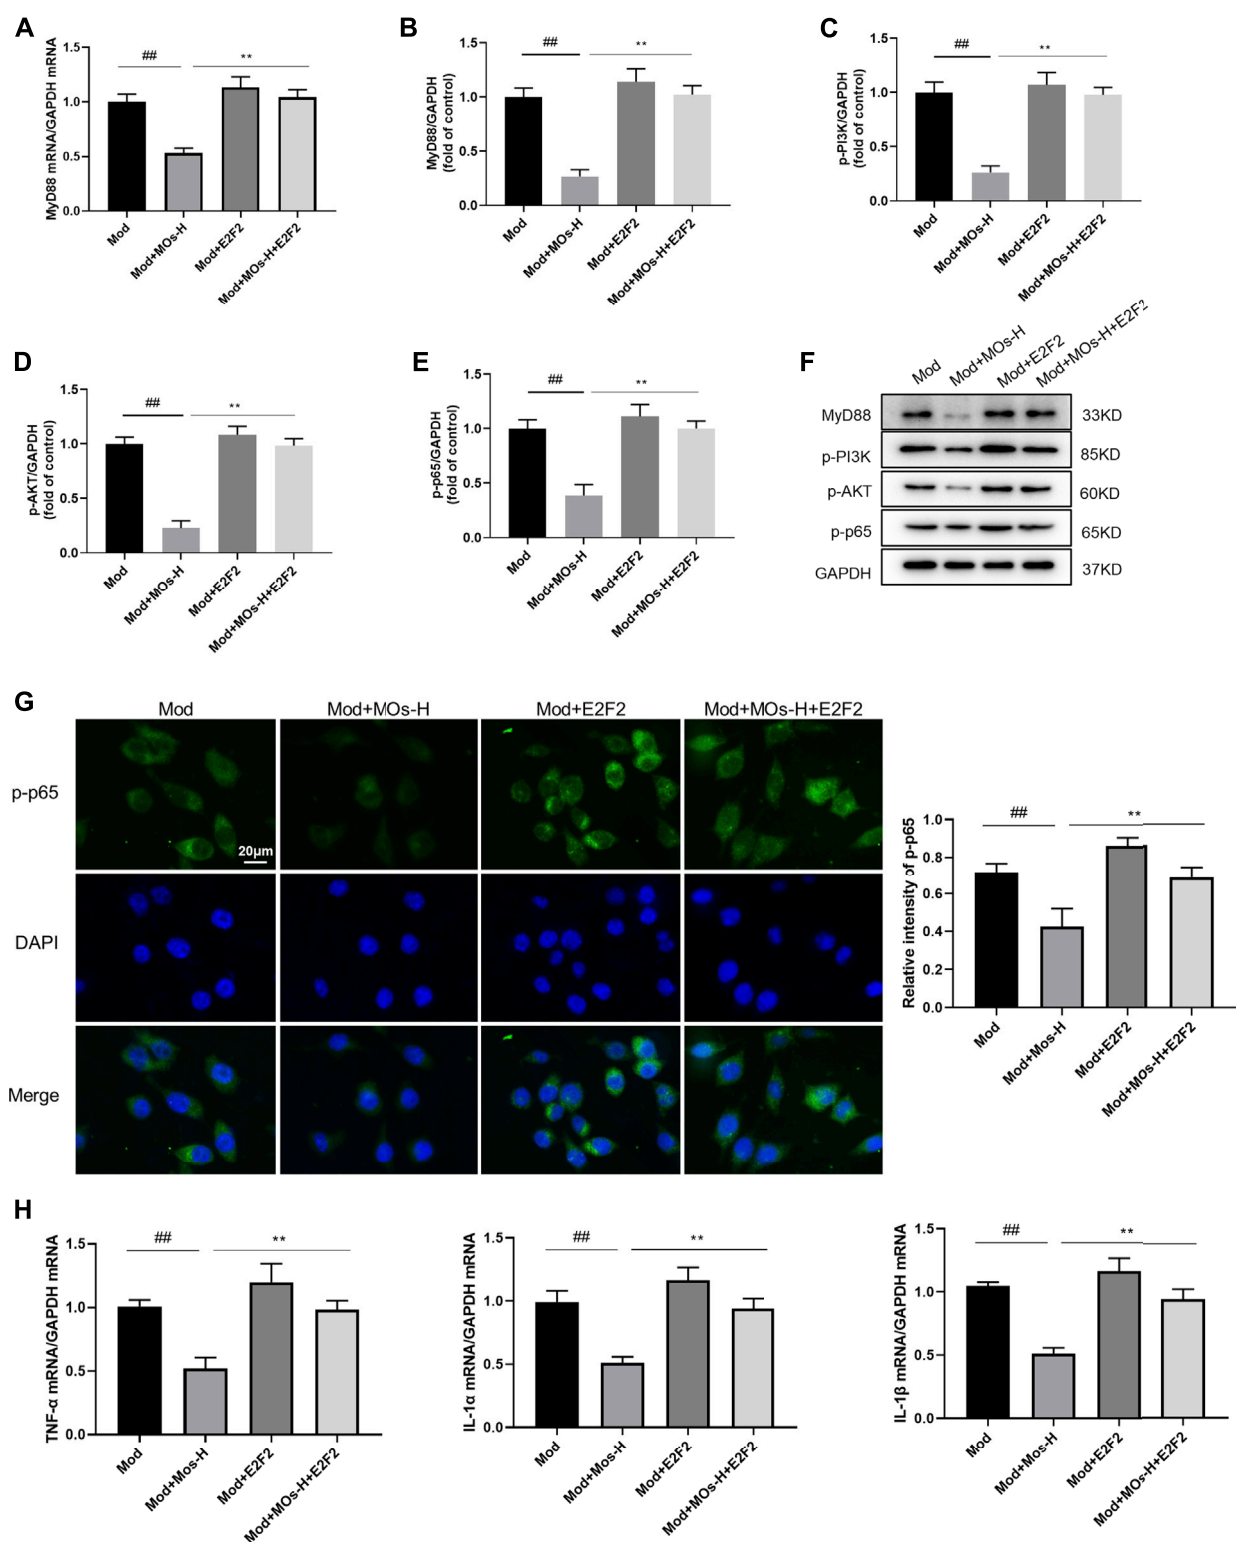 A
MyD88 mRNA/GAPDH mRNA
1.5
1.0
0.5
0.0
##
**
Mod
Mod+MOs-H
Mod+E2F2
Mod+MOs-H+E2F2
B
MyD88/GAPDH
(fold of control)
1.5
1.0
0.5
0.0
##
**
Mod
Mod+MOs-H
Mod+E2F2
Mod+MOs-H+E2F2
C
p-PI3K/GAPDH
(fold of control)
1.5
1.0
0.5
0.0
##
**
Mod
Mod+MOs-H
Mod+E2F2
Mod+MOs-H+E2F2
D
p-AKT/GAPDH
(fold of control)
1.5
1.0
0.5
0.0
##
**
Mod
Mod+MOs-H
Mod+E2F2
Mod+MOs-H+E2F2
E
p-p65/GAPDH
(fold of control)
1.5
1.0
0.5
0.0
##
**
Mod
Mod+MOs-H
Mod+E2F2
Mod+MOs-H+E2F2
F
Mod
Mod+MOs-H
Mod+E2F2
Mod+MOs-H+E2F2
MyD88 33KD
p-PI3K 85KD
p-AKT 60KD
p-p65 65KD
GAPDH 37KD
G
Mod Mod+MOs-H Mod+E2F2 Mod+MOs-H+E2F2
p-p65
20μm
DAPI
Merge
Relative intensity of p-p65
1.0
0.8
0.6
0.4
0.2
0.0
##
**
Mod
Mod+Mos-H
Mod+E2F2
Mod+MOs-H+E2F2
H
TNF-α mRNA/GAPDH mRNA
1.5
1.0
0.5
0.0
##
**
Mod
Mod+Mos-H
Mod+E2F2
Mod+MOs-H+E2F2
IL-1α mRNA/GAPDH mRNA
1.5
1.0
0.5
0.0
##
**
Mod
Mod+Mos-H
Mod+E2F2
Mod+MOs-H+E2F2
IL-1β mRNA/GAPDH mRNA
1.5
1.0
0.5
0.0
##
**
Mod
Mod+Mos-H
Mod+E2F2
Mod+MOs-H+E2F2